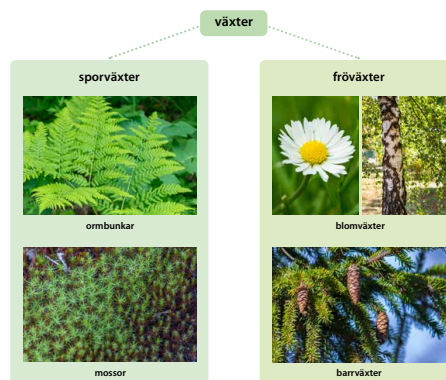 växter
sporväxter
ormbunkar
mossor
fröväxter
blomväxter
barrväxter